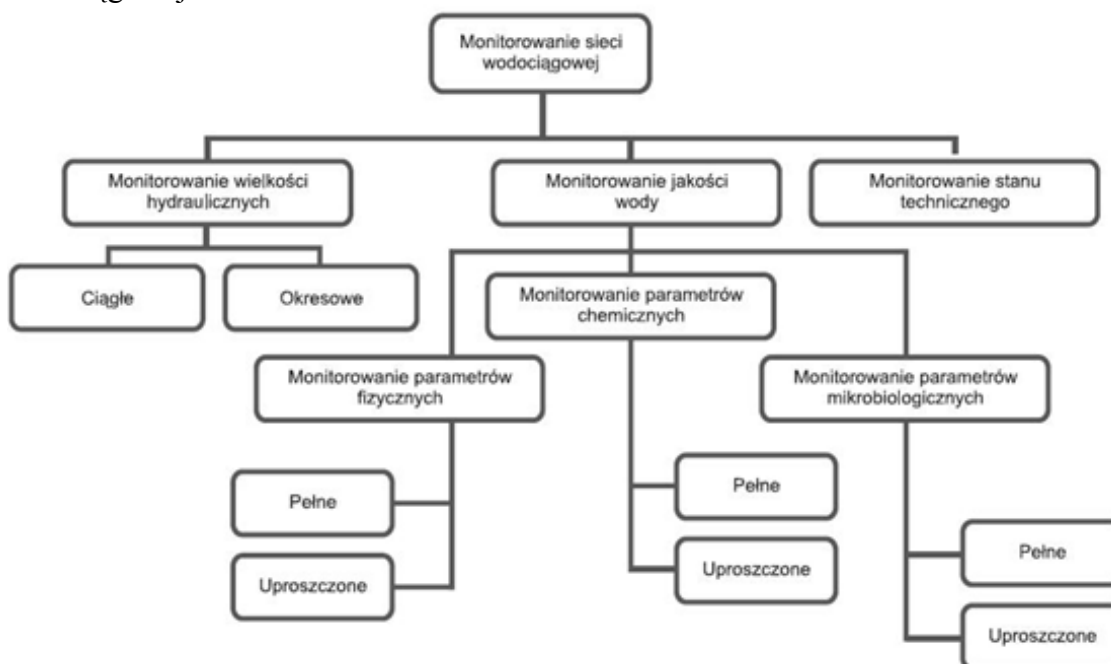 Monitorowanie sieci
wodociągowej
Monitorowanie wielkości
hydraulicznych
Monitorowanie jakości
wody
Monitorowanie stanu
technicznego
Ciągłe
Okresowe
Monitorowanie parametrów
chemicznych
Monitorowanie parametrów
fizycznych
Monitorowanie parametrów
mikrobiologicznych
Pełne
Uproszczone
Pełne
Uproszczone
Pełne
Uproszczone